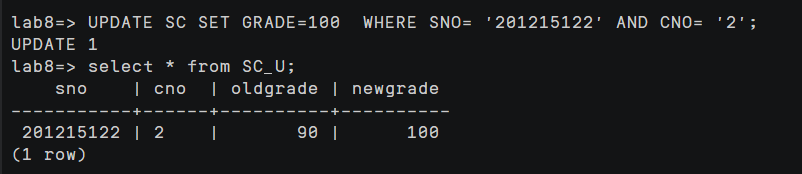 lab8=> UPDATE SC SET GRADE=100  WHERE SNO= '201215122' AND CNO= '2';
UPDATE 1
lab8=> select * from SC_U;
    sno    | cno  | oldgrade | newgrade
-----------+------+----------+----------
 201215122 | 2    |       90 |      100
(1 row)